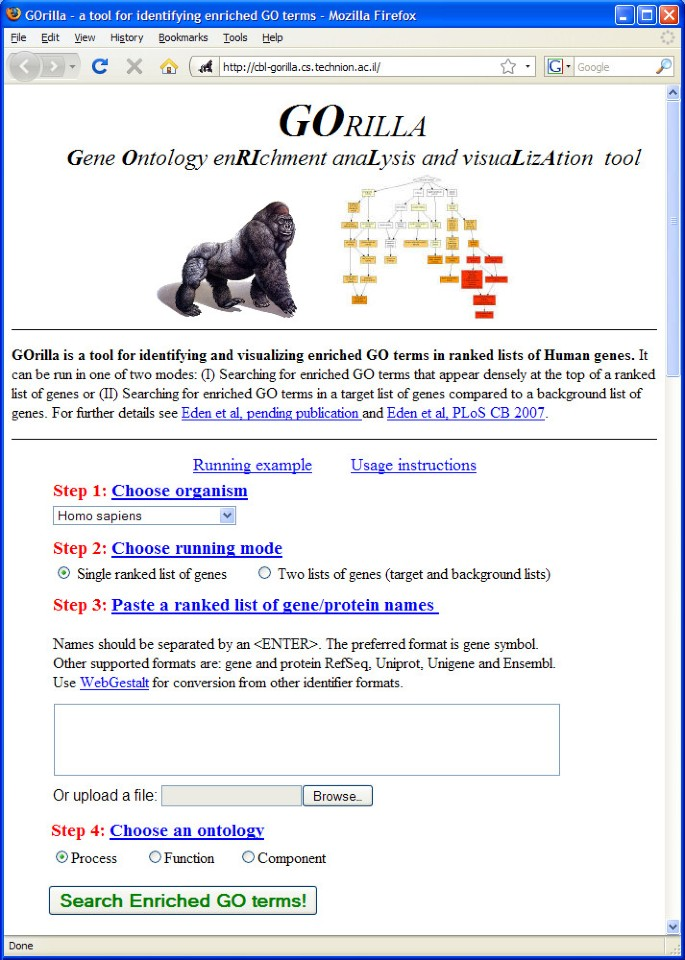 GOrilla - a tool for identifying enriched GO terms - Mozilla Firefox
File Edit View History Bookmarks Tools Help
http://cbl-gorilla.cs.technion.ac.il/
G Google
GORILLA
Gene Ontology enRIchment anaLysis and visuaLizAtion tool
GOrilla is a tool for identifying and visualizing enriched GO terms in ranked lists of Human genes. It
can be run in one of two modes: (I) Searching for enriched GO terms that appear densely at the top of a ranked
list of genes or (II) Searching for enriched GO terms in a target list of genes compared to a background list of
genes. For further details see Eden et al, pending publication and Eden et al, PLoS CB 2007.
Running example Usage instructions
Step 1: Choose organism
Homo sapiens
Step 2: Choose running mode
Single ranked list of genes Two lists of genes (target and background lists)
Step 3: Paste a ranked list of gene/protein names
Names should be separated by an <ENTER>. The preferred format is gene symbol.
Other supported formats are: gene and protein RefSeq, Uniprot, Unigene and Ensembl.
Use WebGestalt for conversion from other identifier formats.
Or upload a file: Browse...
Step 4: Choose an ontology
Process Function Component
Search Enriched GO terms!
Done